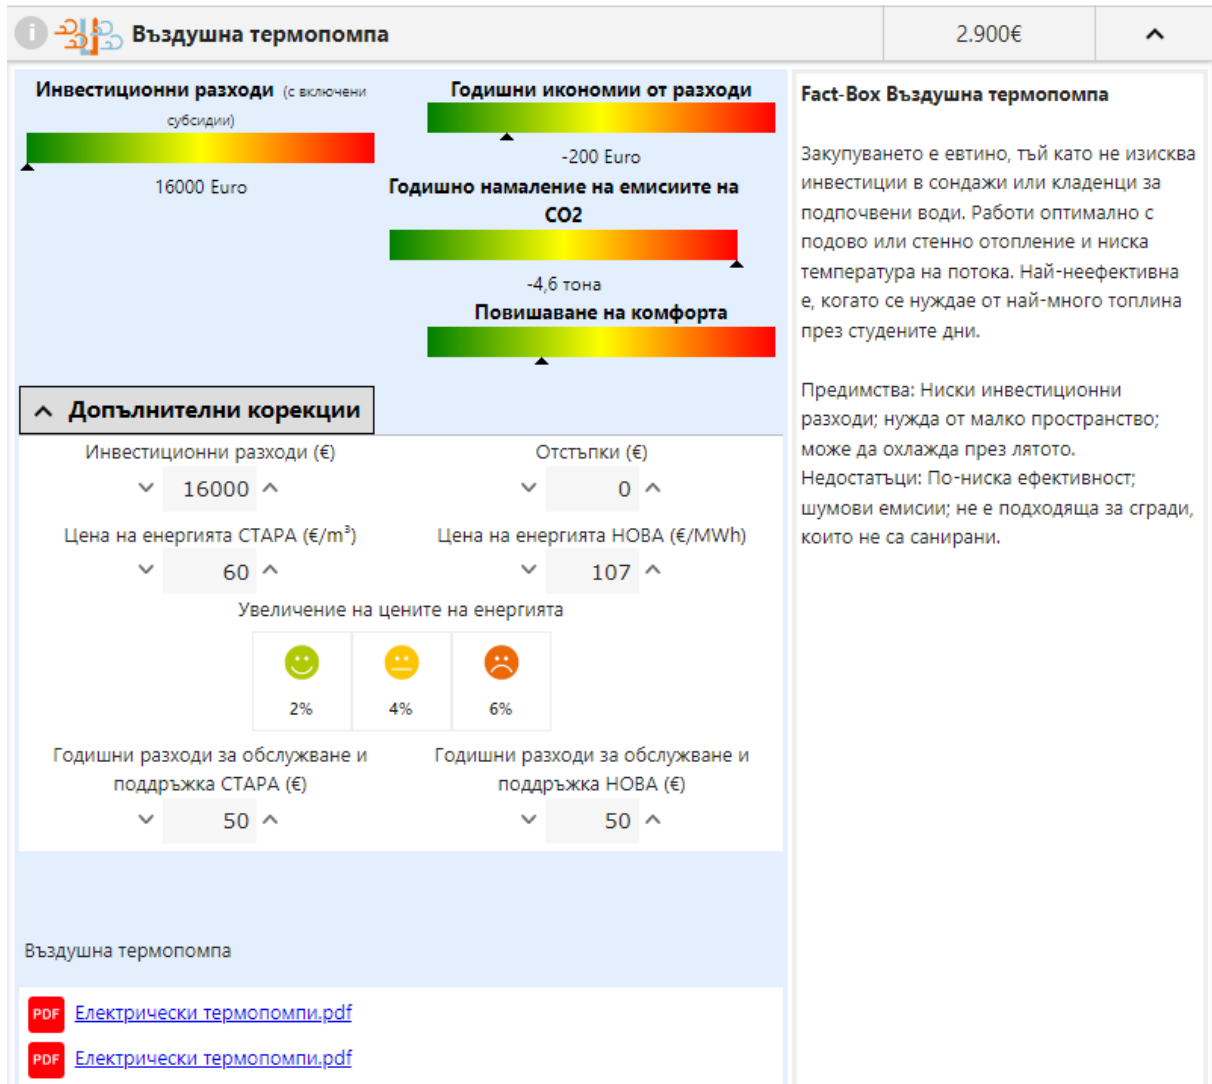 i Въздушна термопомпа 2.900€
Инвестиционни разходи (с включени
субсидии)
16000 Euro
Годишни икономии от разходи
-200 Euro
Годишно намаление на емисиите на
CO2
-4,6 тона
Повишаване на комфорта
Допълнителни корекции
Инвестиционни разходи (€)
16000
Отстъпки (€)
0
Цена на енергията СТАРА (€/m³)
60
Цена на енергията НОВА (€/MWh)
107
Увеличение на цените на енергията
2% 4% 6%
Годишни разходи за обслужване и
поддръжка СТАРА (€)
50
Годишни разходи за обслужване и
поддръжка НОВА (€)
50
Въздушна термопомпа
PDF Електрически термопомпи.pdf
PDF Електрически термопомпи.pdf
Fact-Box Въздушна термопомпа
Закупуването е евтино, тъй като не изисква
инвестиции в сондажи или кладенци за
подпочвени води. Работи оптимално с
подово или стенно отопление и ниска
температура на потока. Най-неефективна
е, когато се нуждае от най-много топлина
през студените дни.
Предимства: Ниски инвестиционни
разходи; нужда от малко пространство;
може да охлажда през лятото.
Недостатъци: По-ниска ефективност;
шумови емисии; не е подходяща за сгради,
които не са санирани.